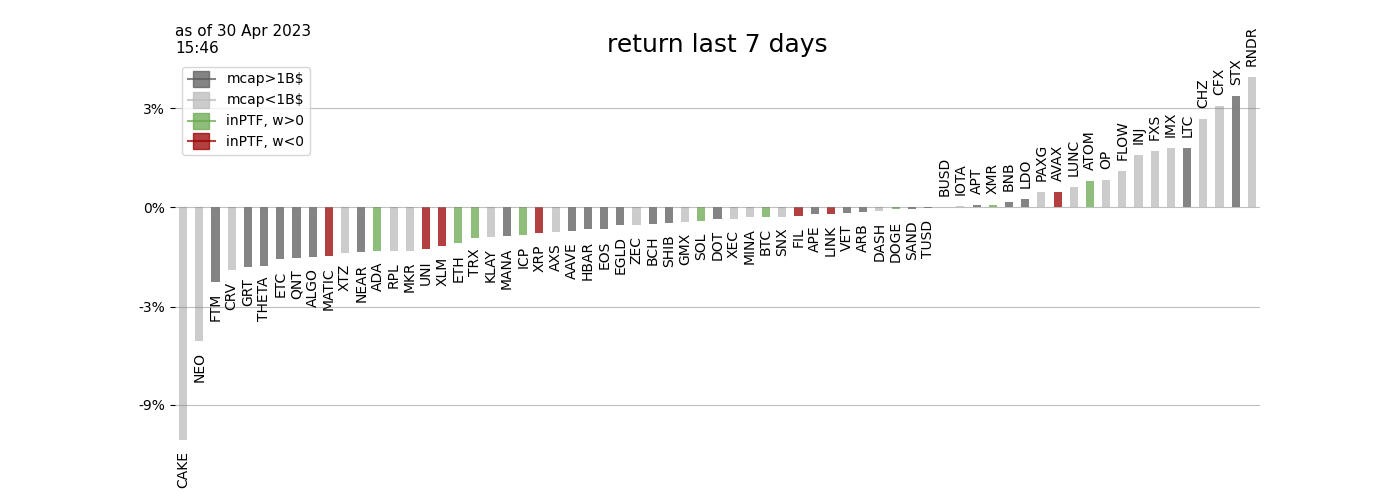 as of 30 Apr 2023
15:46
return last 7 days
mcap>1B$
mcap<1B$
inPTF, w>0
inPTF, w<0
3%
0%
-3%
-9%
CAKE
NEO
FTM
CRV
GRT
THETA
ETC
QNT
ALGO
MATIC
XTZ
NEAR
ADA
RPL
MKR
UNI
XLM
ETH
TRX
KLAY
MANA
ICP
XRP
AXS
AAVE
HBAR
EOS
EGLD
ZEC
BCH
SHIB
GMX
SOL
DOT
XEC
MINA
BTC
SNX
FIL
APE
LINK
VET
ARB
DASH
DOGE
SAND
TUSD
BUSD
IOTA
APT
XMR
BNB
LDO
PAXG
AVAX
LUNC
ATOM
OP
FLOW
INJ
FXS
IMX
LTC
CHZ
CFX
STX
RNDR